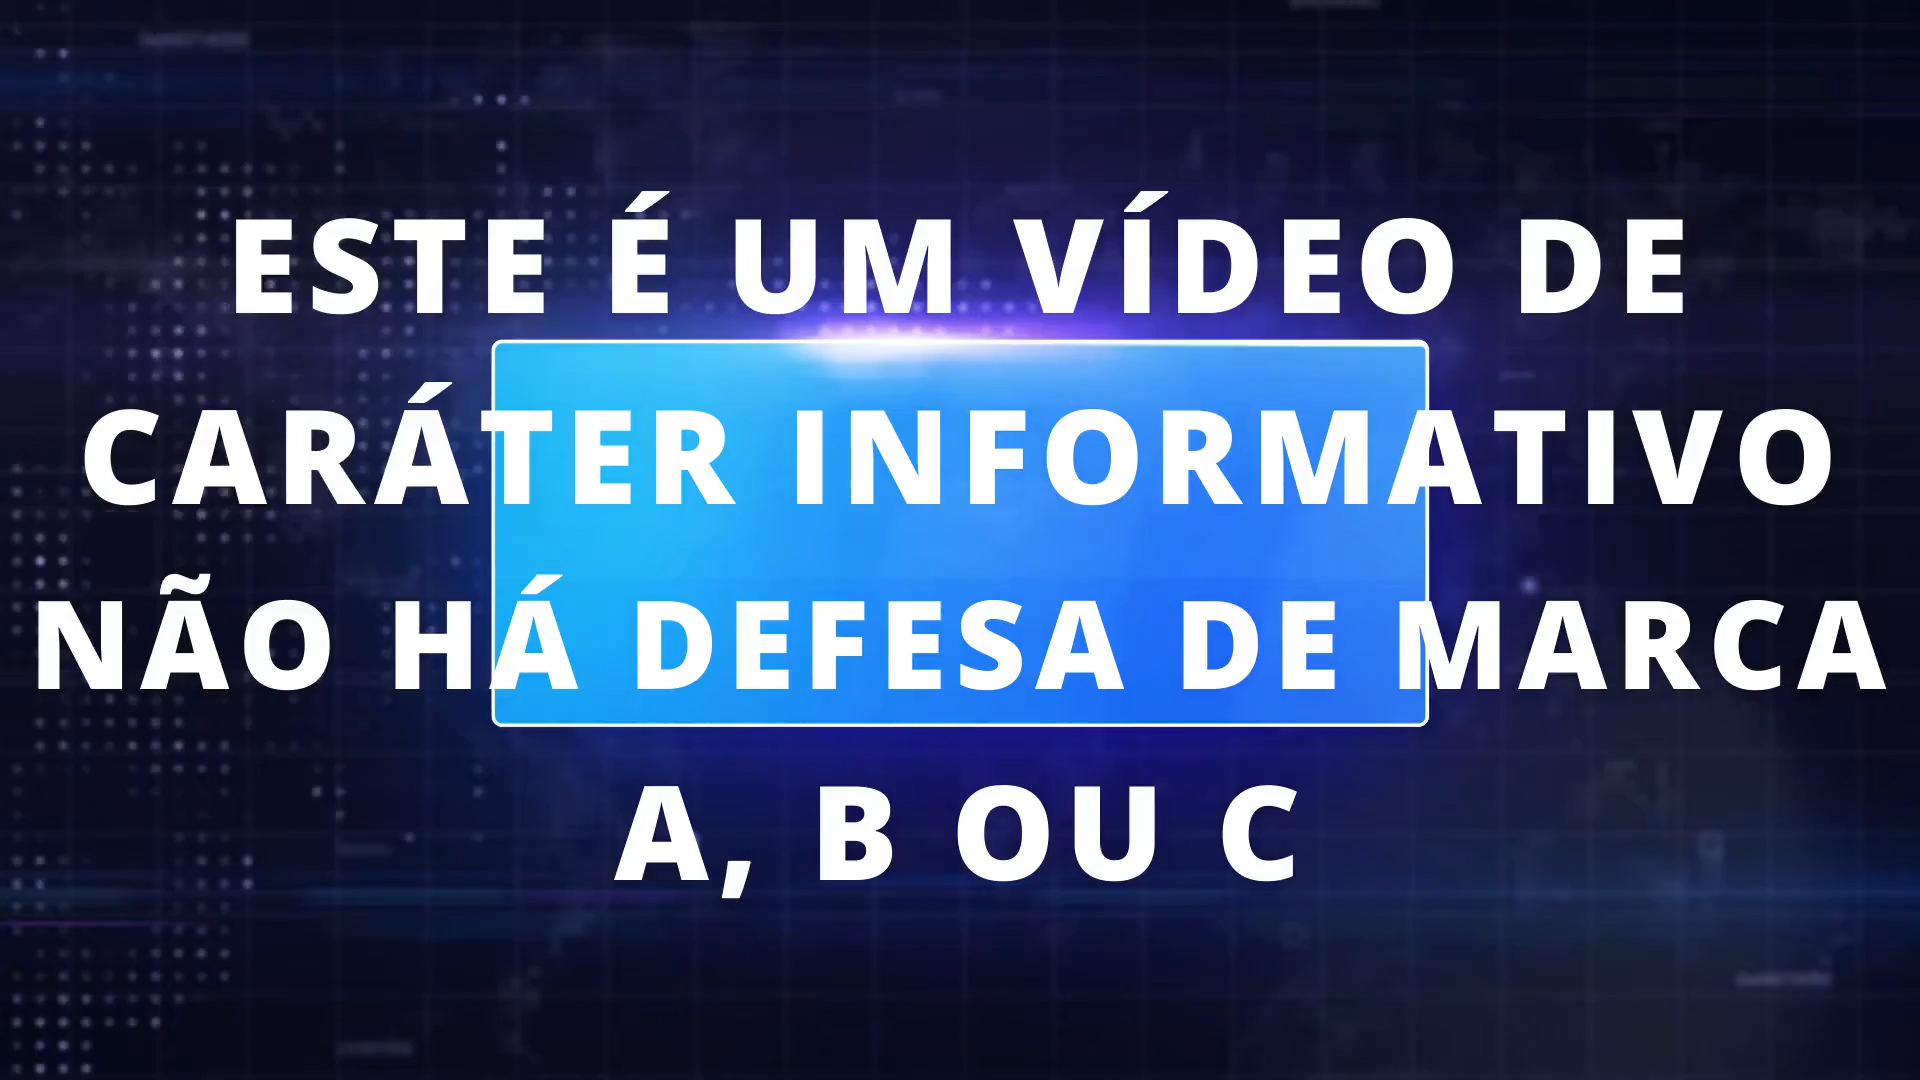 ESTE É UM VÍDEO DE
CARÁTER INFORMATIVO
NÃO HÁ DEFESA DE MARCA
A, B OU C